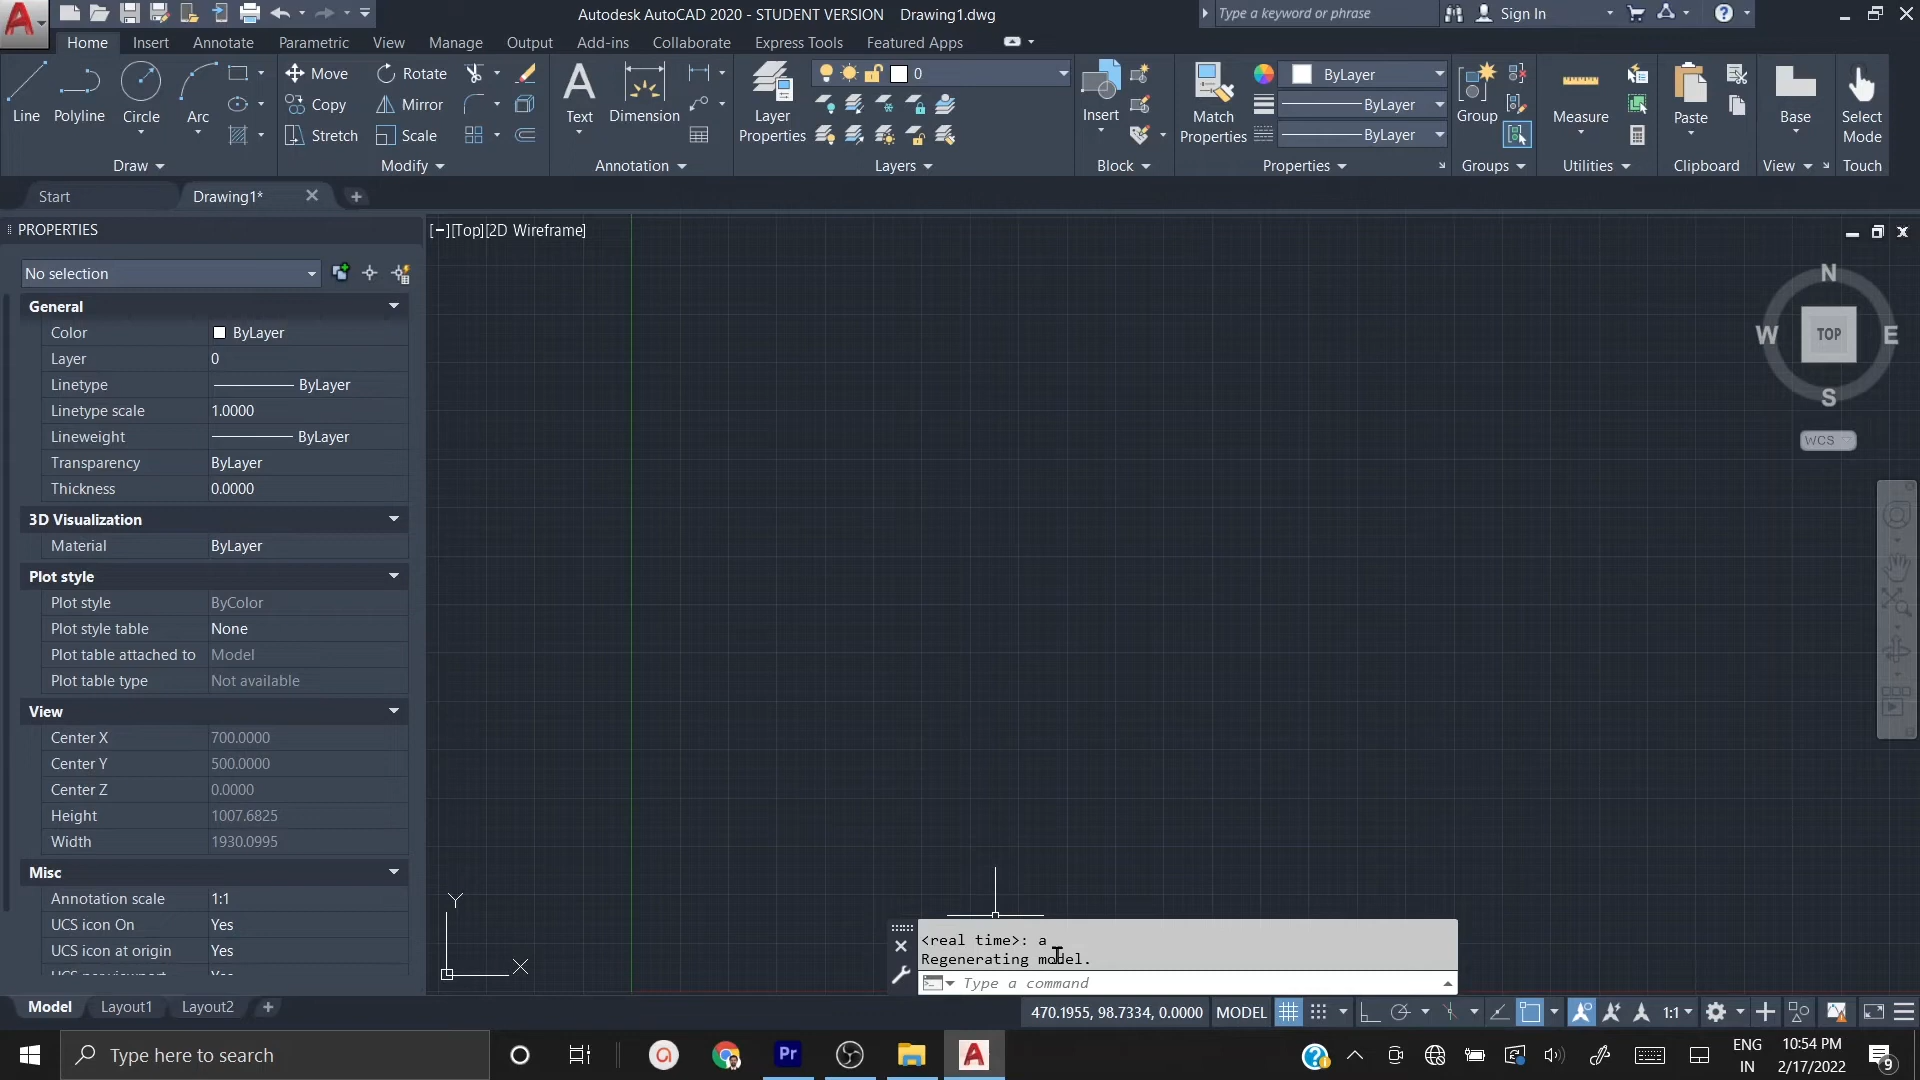 Autodesk AutoCAD 2020 - STUDENT VERSION Drawing1.dwg
Type a keyword or phrase
Sign In
Home Insert Annotate Parametric View Manage Output Add-ins Collaborate Express Tools Featured Apps
Line Polyline Circle Arc
Move Rotate
Copy Mirror
Stretch Scale
Text Dimension
Layer Properties
0
Insert
Match Properties
ByLayer
ByLayer
ByLayer
Group
Measure
Paste
Base
Select Mode
Draw Modify Annotation Layers Block Properties Groups Utilities Clipboard View Touch
Start Drawing1*
PROPERTIES
[−][Top][2D Wireframe]
No selection
General
Color ByLayer
Layer 0
Linetype ByLayer
Linetype scale 1.0000
Lineweight ByLayer
Transparency ByLayer
Thickness 0.0000
3D Visualization
Material ByLayer
Plot style
Plot style ByColor
Plot style table None
Plot table attached to Model
Plot table type Not available
View
Center X 700.0000
Center Y 500.0000
Center Z 0.0000
Height 1007.6825
Width 1930.0995
Misc
Annotation scale 1:1
UCS icon On Yes
UCS icon at origin Yes
N
W TOP E
S
WCS
Y
X
<real time>: a
Regenerating model.
Type a command
Model Layout1 Layout2
470.1955, 98.7334, 0.0000 MODEL 1:1
Type here to search
Pr
ENG
IN
10:54 PM
2/17/2022
9